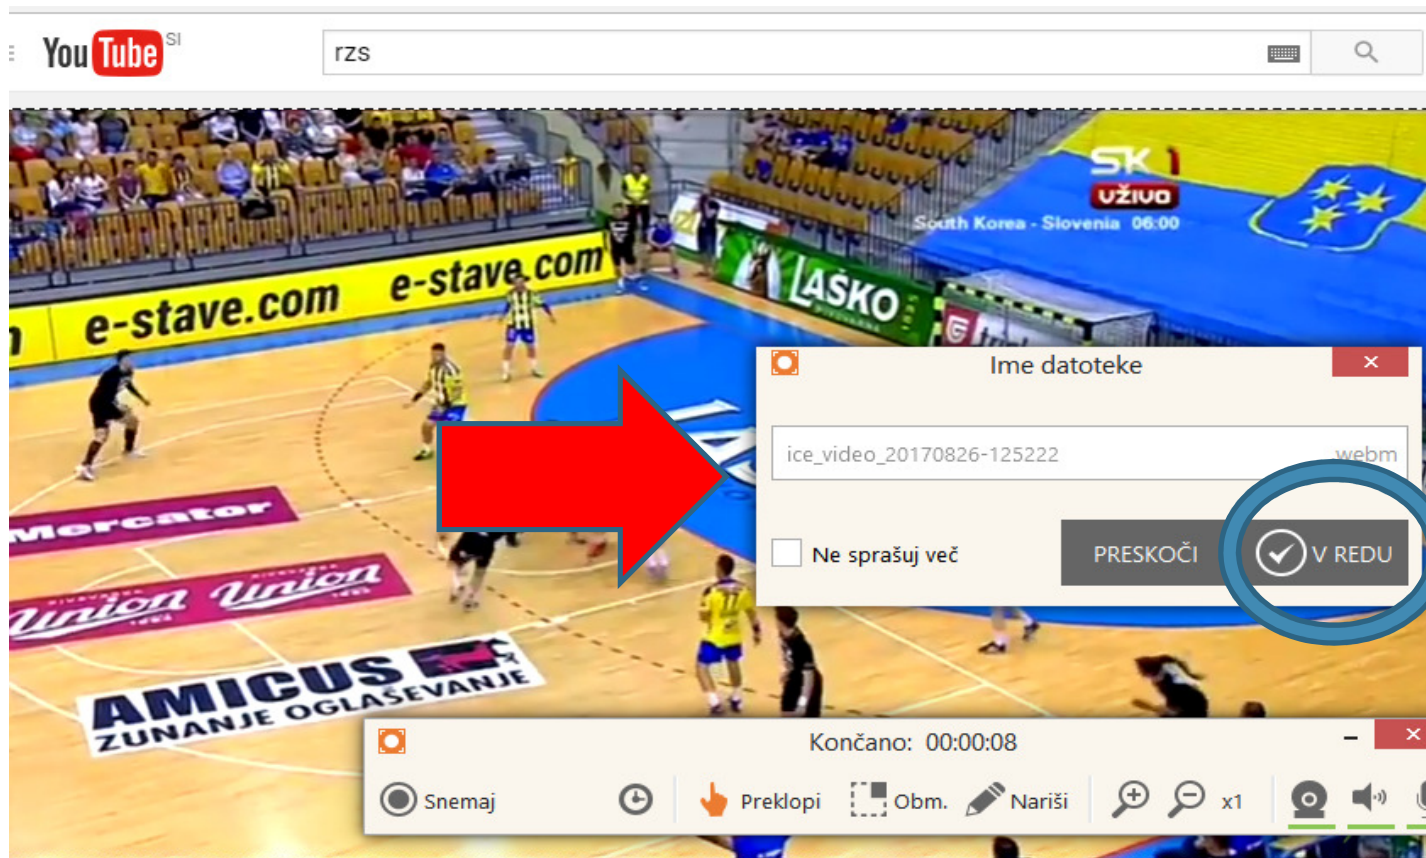 YouTube SI
rzs
SK 1
UŽIVO
South Korea - Slovenia 06:00
e-stave.com
e-stave.com
LAŠKO
PIVOVARNA
Ime datoteke
ice_video_20170826-125222
webm
Ne sprašuj več
PRESKOČI
V REDU
Mercator
PIVOVARNA
Union Union
AMICUS
ZUNANJE OGLAŠEVANJE
Končano: 00:00:08
Snemaj
Preklopi
Obm.
Nariši
x1